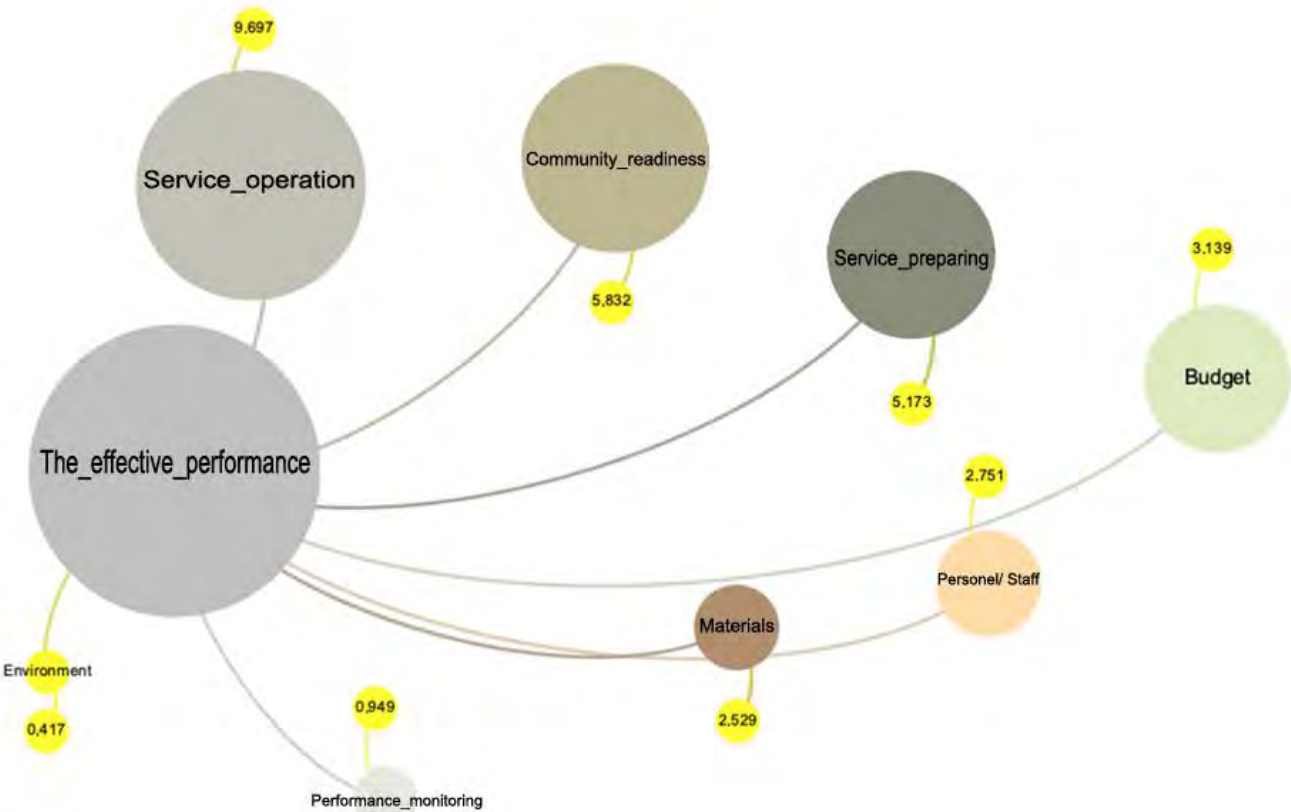 9.697
Service_operation
Community_readiness
5,832
Service_preparing
5,173
3,139
Budget
The_effective_performance
2.751
Personel/ Staff
Materials
2,529
Environment
0,417
0,949
Performance_monitoring